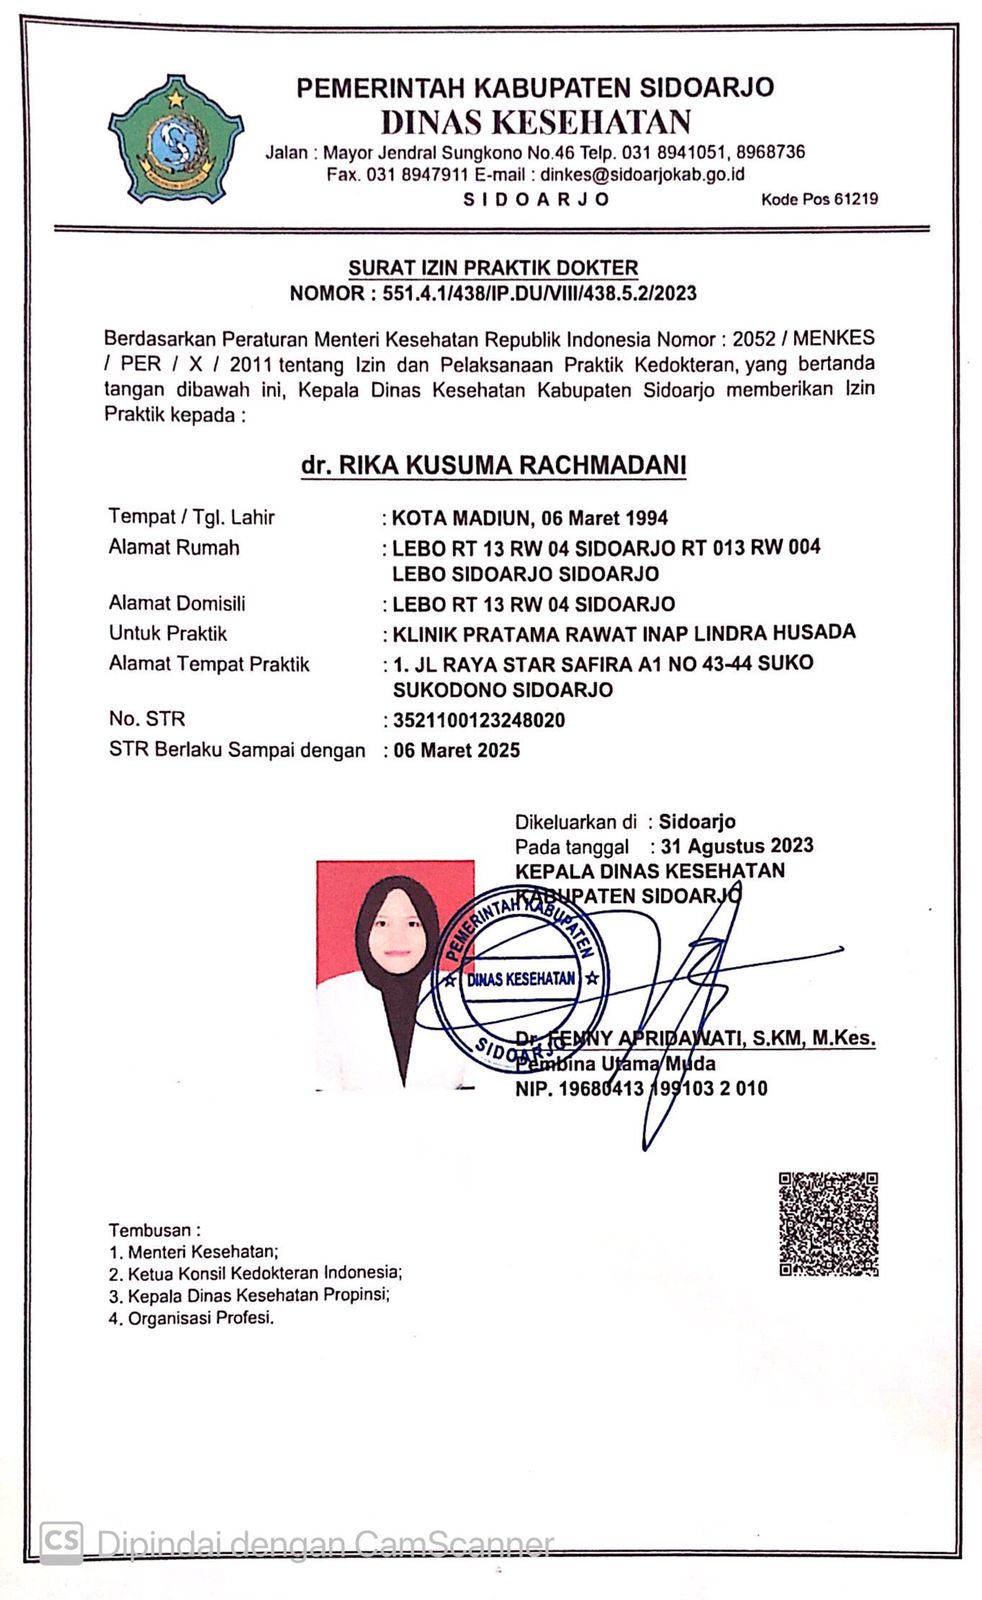 PEMERINTAH KABUPATEN SIDOARJO
DINAS KESEHATAN
Jalan : Mayor Jendral Sungkono No.46 Telp. 031 8941051, 8968736
Fax. 031 8947911 E-mail : dinkes@sidoarjokab.go.id
S I D O A R J O
Kode Pos 61219
SURAT IZIN PRAKTIK DOKTER
NOMOR : 551.4.1/438/IP.DU/VIII/438.5.2/2023
Berdasarkan Peraturan Menteri Kesehatan Republik Indonesia Nomor : 2052 / MENKES
/ PER / X / 2011 tentang Izin dan Pelaksanaan Praktik Kedokteran, yang bertanda
tangan dibawah ini, Kepala Dinas Kesehatan Kabupaten Sidoarjo memberikan Izin
Praktik kepada :
dr. RIKA KUSUMA RACHMADANI
Tempat / Tgl. Lahir : KOTA MADIUN, 06 Maret 1994
Alamat Rumah : LEBO RT 13 RW 04 SIDOARJO RT 013 RW 004
LEBO SIDOARJO SIDOARJO
Alamat Domisili : LEBO RT 13 RW 04 SIDOARJO
Untuk Praktik : KLINIK PRATAMA RAWAT INAP LINDRA HUSADA
Alamat Tempat Praktik : 1. JL RAYA STAR SAFIRA A1 NO 43-44 SUKO
SUKODONO SIDOARJO
No. STR : 3521100123248020
STR Berlaku Sampai dengan : 06 Maret 2025
Dikeluarkan di : Sidoarjo
Pada tanggal : 31 Agustus 2023
KEPALA DINAS KESEHATAN
KABUPATEN SIDOARJO
PEMERINTAH KABUPATEN
DINAS KESEHATAN
SIDOARJO
Dr. FENNY APRIDAWATI, S.KM, M.Kes.
Pembina Utama Muda
NIP. 19680413 199103 2 010
Tembusan :
1. Menteri Kesehatan;
2. Ketua Konsil Kedokteran Indonesia;
3. Kepala Dinas Kesehatan Propinsi;
4. Organisasi Profesi.
CS Dipindai dengan CamScanner